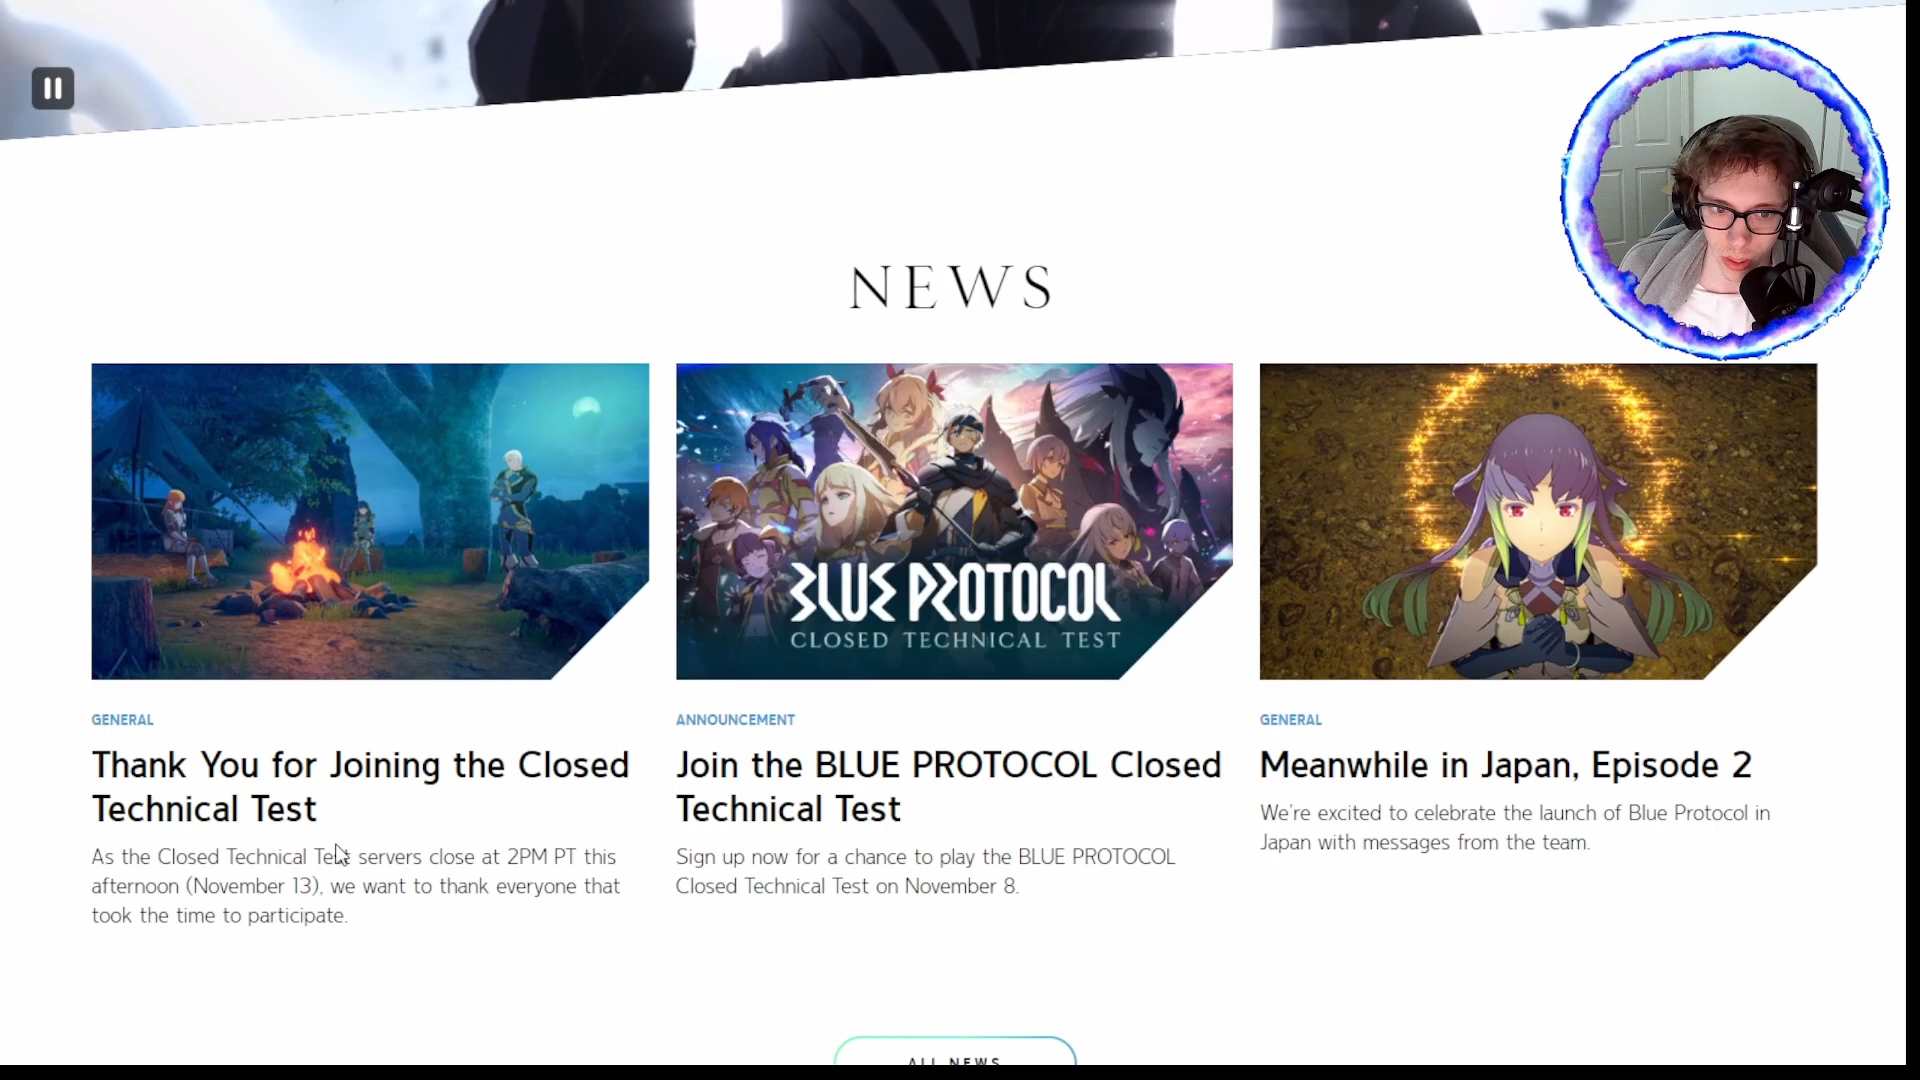 NEWS
BLUE PROTOCOL
CLOSED TECHNICAL TEST
GENERAL
Thank You for Joining the Closed
Technical Test
As the Closed Technical Test servers close at 2PM PT this
afternoon (November 13), we want to thank everyone that
took the time to participate.
ANNOUNCEMENT
Join the BLUE PROTOCOL Closed
Technical Test
Sign up now for a chance to play the BLUE PROTOCOL
Closed Technical Test on November 8.
GENERAL
Meanwhile in Japan, Episode 2
We're excited to celebrate the launch of Blue Protocol in
Japan with messages from the team.
ALL NEWS